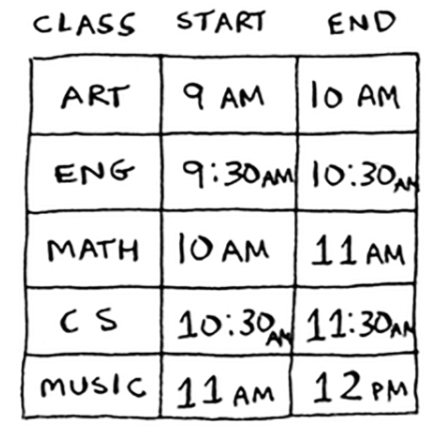 CLASS START END
ART 9 AM 10 AM
ENG 9:30AM 10:30AM
MATH 10 AM 11 AM
CS 10:30AM 11:30AM
MUSIC 11 AM 12 PM